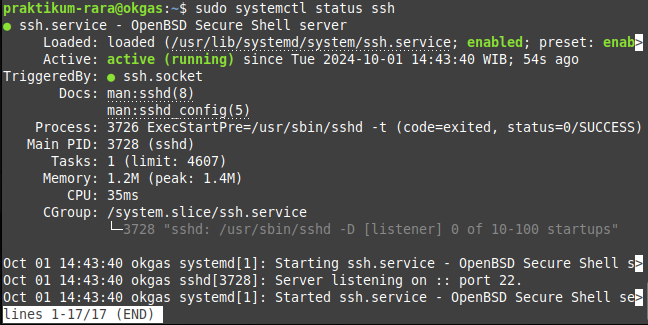 praktikum-rara@okgas:~$ sudo systemctl status ssh
● ssh.service - OpenBSD Secure Shell server
     Loaded: loaded (/usr/lib/systemd/system/ssh.service; enabled; preset: enab>
     Active: active (running) since Tue 2024-10-01 14:43:40 WIB; 54s ago
TriggeredBy: ● ssh.socket
       Docs: man:sshd(8)
             man:sshd_config(5)
    Process: 3726 ExecStartPre=/usr/sbin/sshd -t (code=exited, status=0/SUCCESS)
   Main PID: 3728 (sshd)
      Tasks: 1 (limit: 4607)
     Memory: 1.2M (peak: 1.4M)
        CPU: 35ms
     CGroup: /system.slice/ssh.service
             └─3728 "sshd: /usr/sbin/sshd -D [listener] 0 of 10-100 startups"

Oct 01 14:43:40 okgas systemd[1]: Starting ssh.service - OpenBSD Secure Shell s>
Oct 01 14:43:40 okgas sshd[3728]: Server listening on :: port 22.
Oct 01 14:43:40 okgas systemd[1]: Started ssh.service - OpenBSD Secure Shell se>
lines 1-17/17 (END)